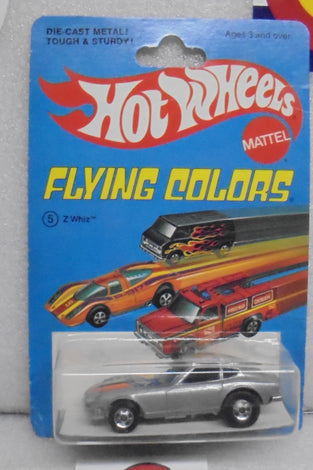 DIE-CAST METAL!
TOUGH & STURDY!
Ages 3 and over
HOT WHEELS
MATTEL
FLYING COLORS
5 Z Whiz™